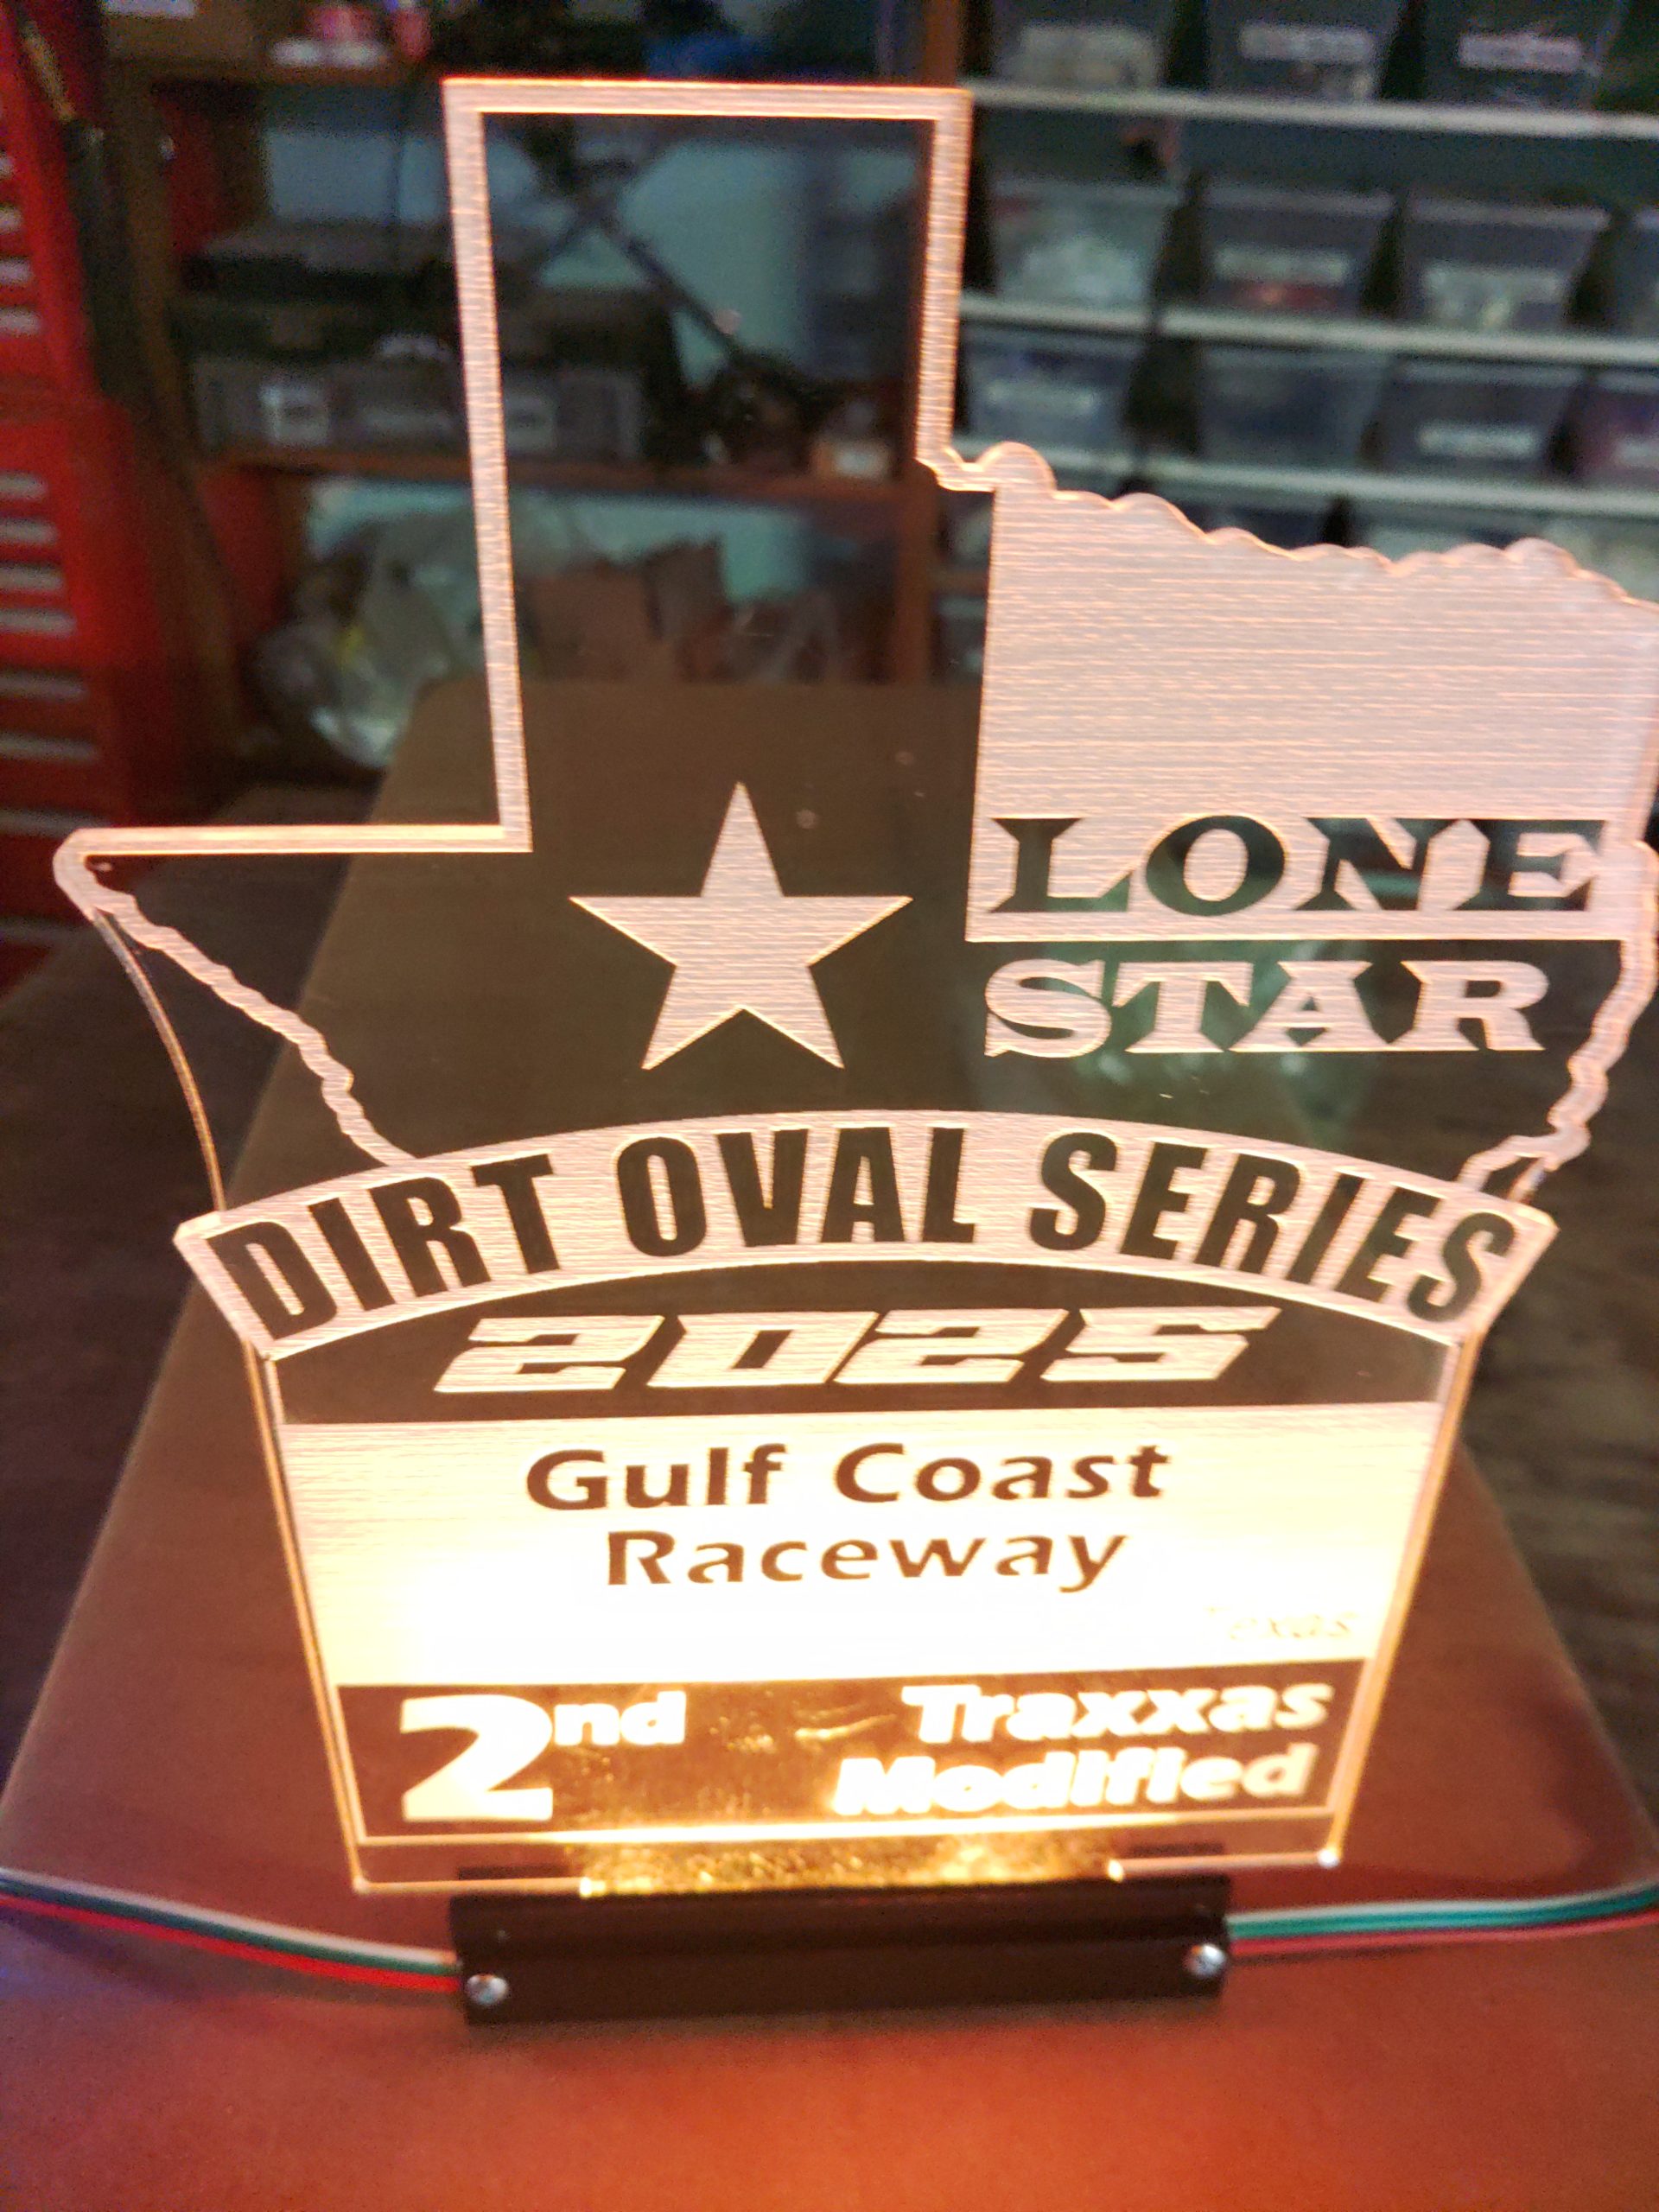 LONE
STAR
DIRT OVAL SERIES
2025
Gulf Coast
Raceway
Texas
2nd Traxxas
Modified